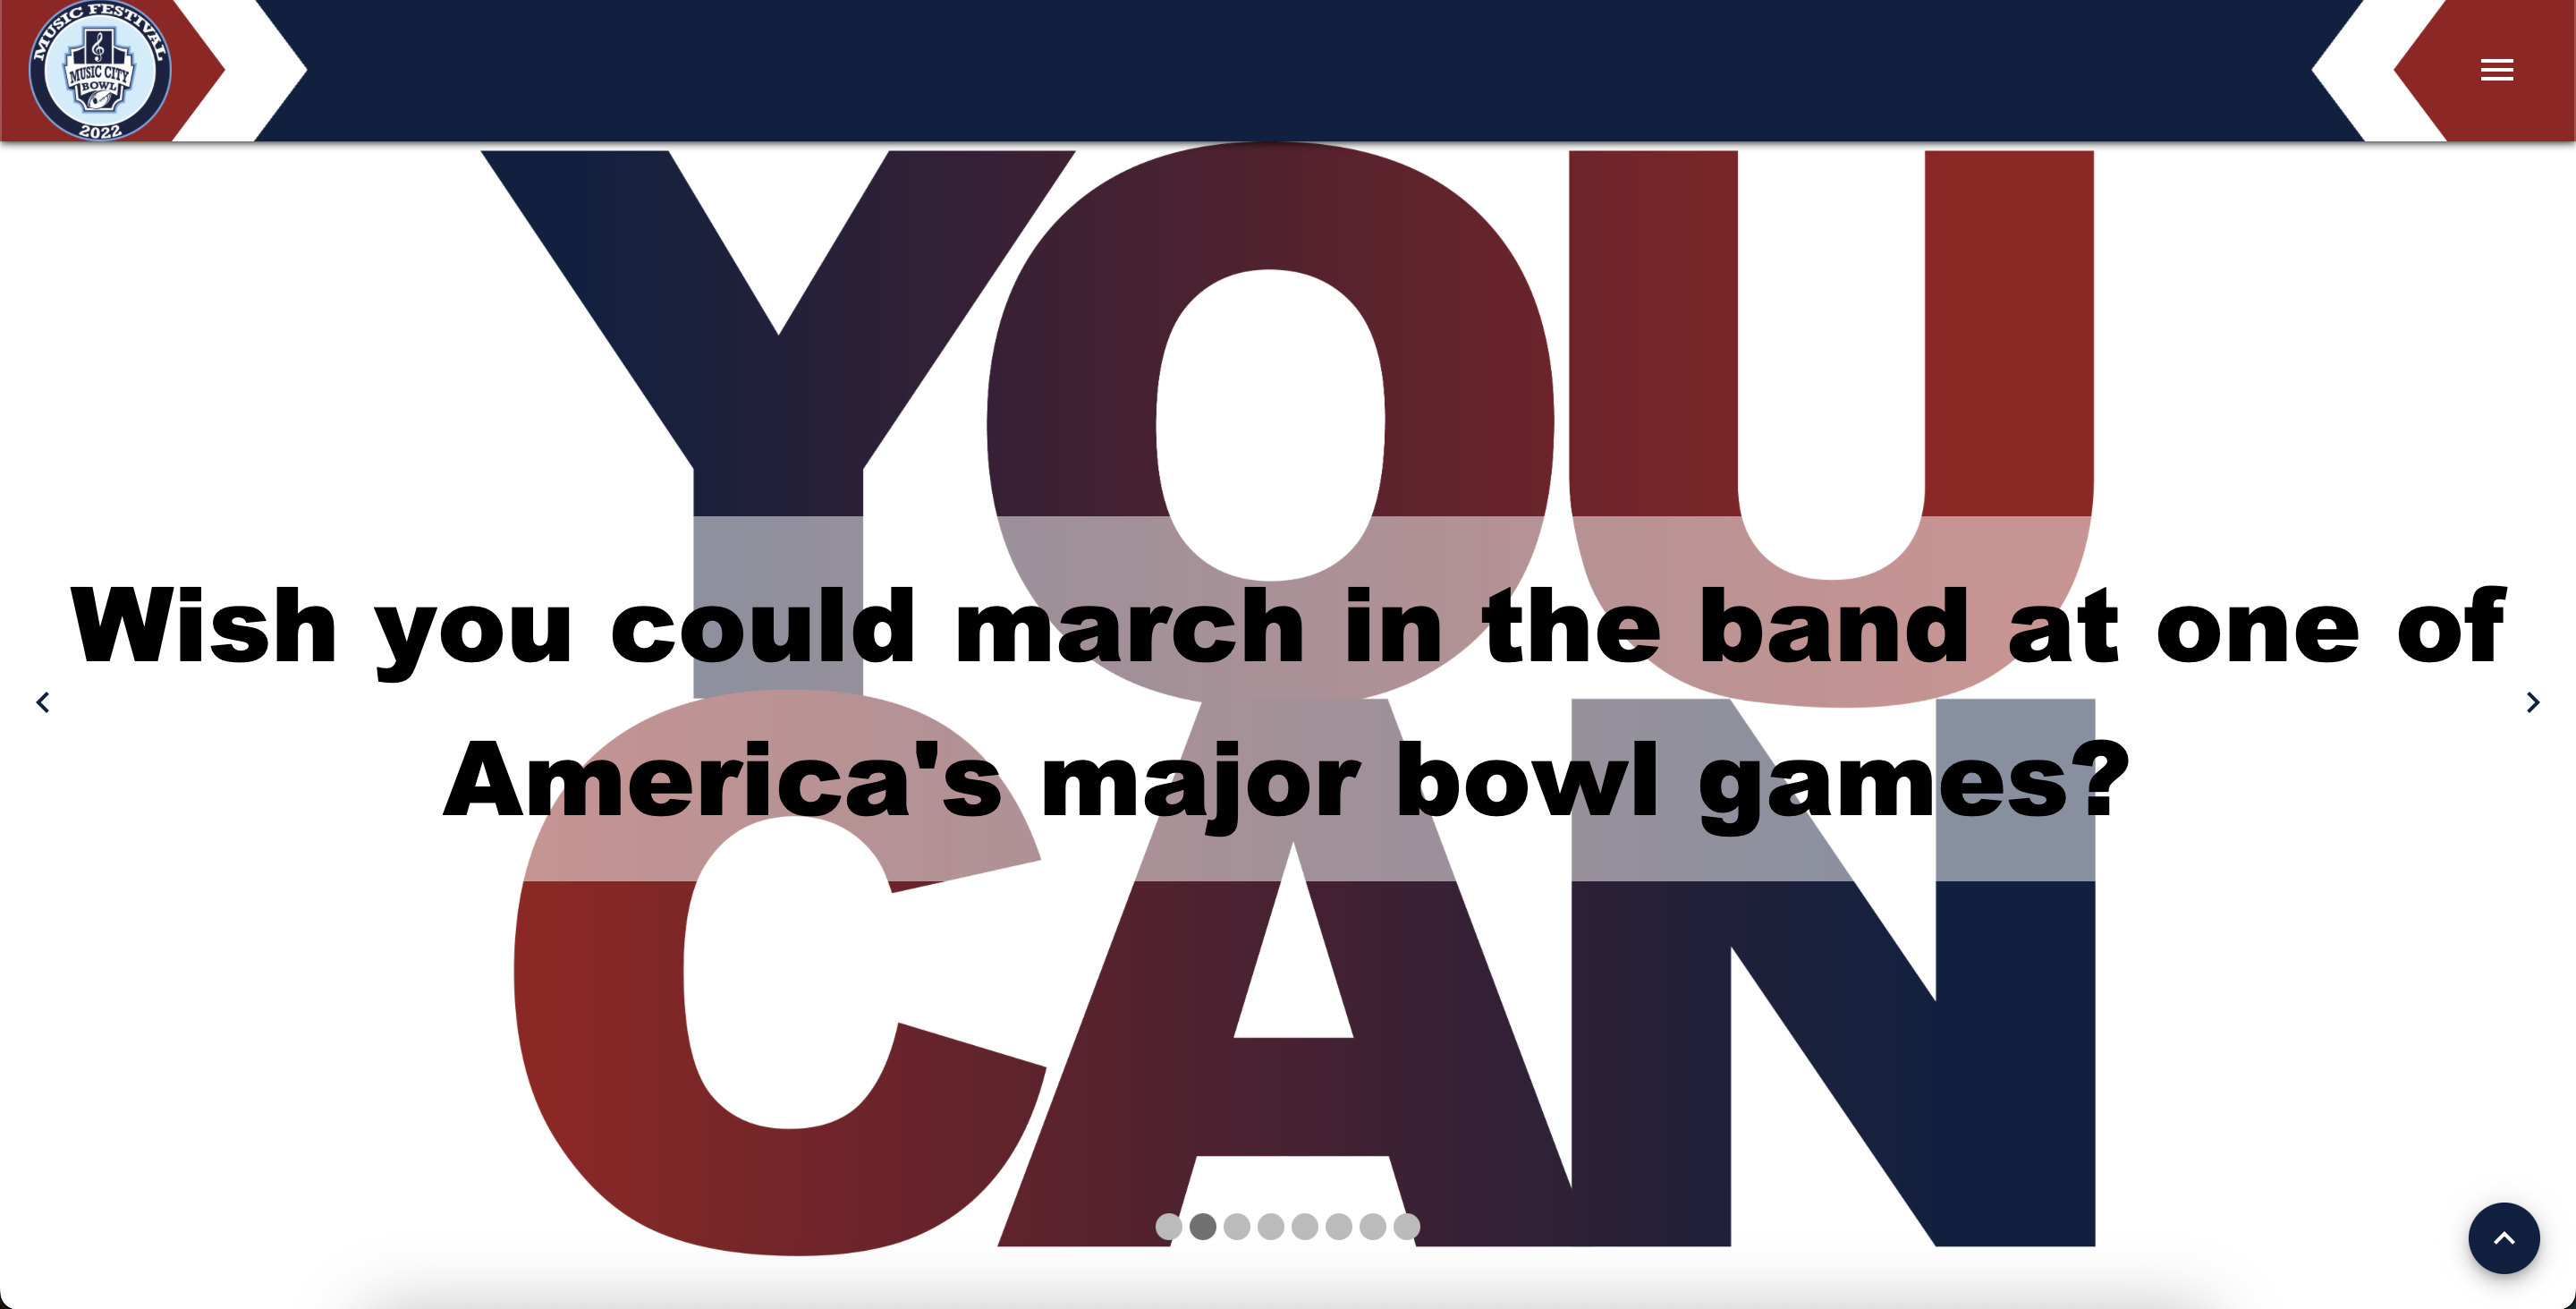 MUSIC FESTIVAL
MUSIC CITY
BOWL
2022
YOU
Wish you could march in the band at one of
America's major bowl games?
CAN